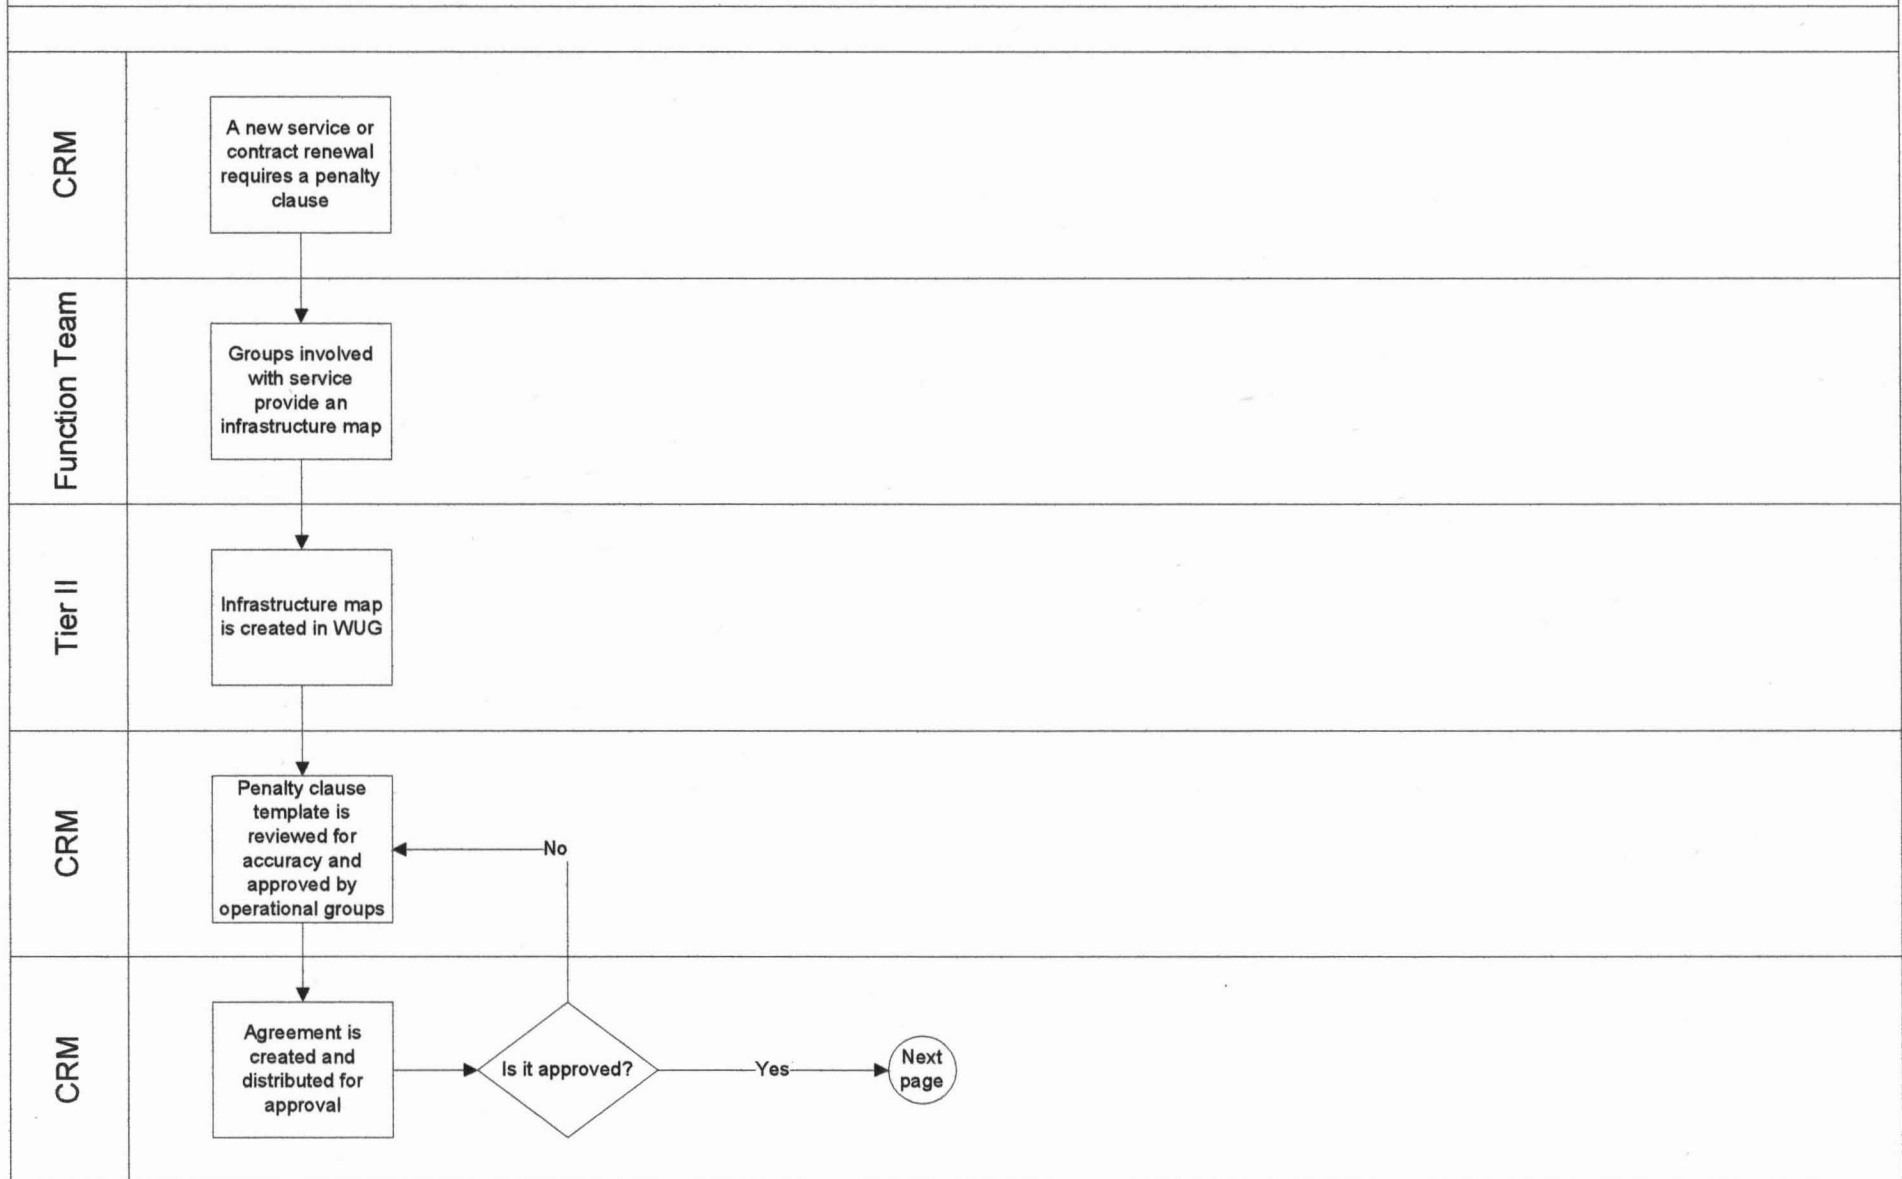 CRM
A new service or
contract renewal
requires a penalty
clause
Function Team
Groups involved
with service
provide an
infrastructure map
Tier II
Infrastructure map
is created in WUG
CRM
Penalty clause
template is
reviewed for
accuracy and
approved by
operational groups
No
CRM
Agreement is
created and
distributed for
approval
Is it approved?
Yes
Next
page